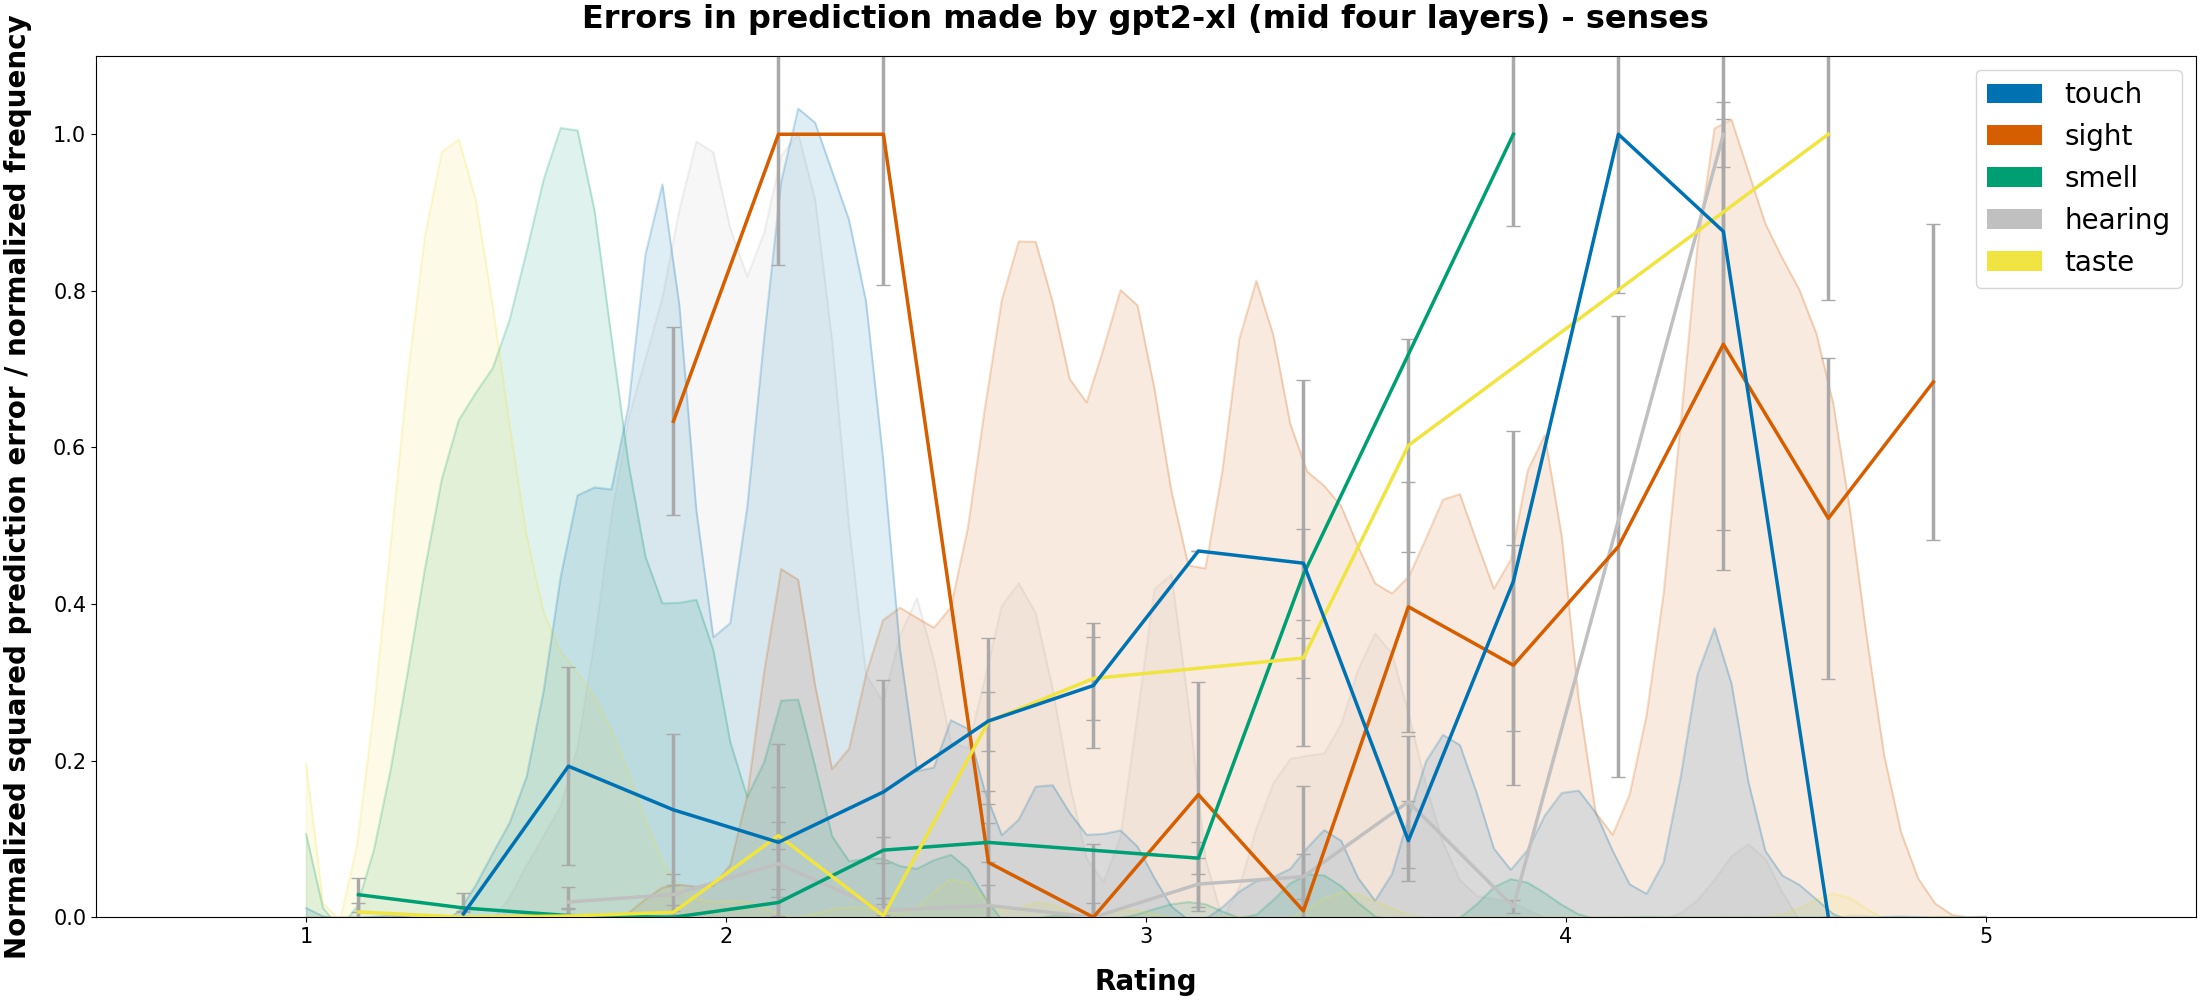 Errors in prediction made by gpt2-xl (mid four layers) - senses
Normalized squared prediction error / normalized frequency
1.0
0.8
0.6
0.4
0.2
0.0
touch
sight
smell
hearing
taste
1
2
3
4
5
Rating